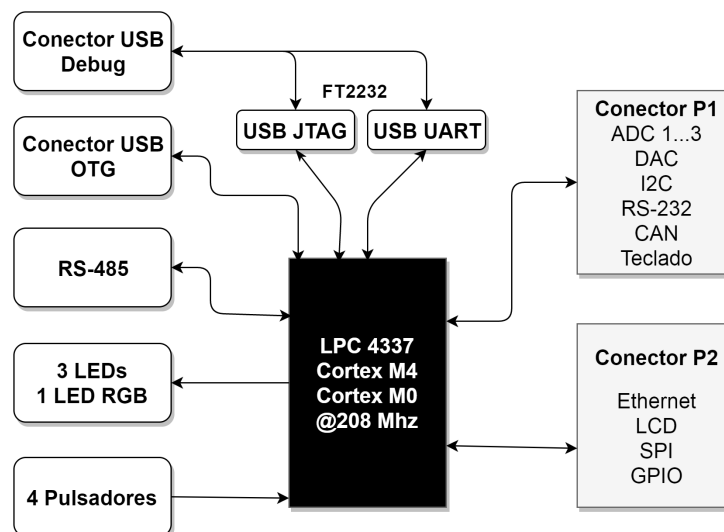 Conector USB
Debug
FT2232
USB JTAG
USB UART
Conector USB
OTG
RS-485
3 LEDs
1 LED RGB
4 Pulsadores
LPC 4337
Cortex M4
Cortex M0
@208 Mhz
Conector P1
ADC 1...3
DAC
I2C
RS-232
CAN
Teclado
Conector P2
Ethernet
LCD
SPI
GPIO